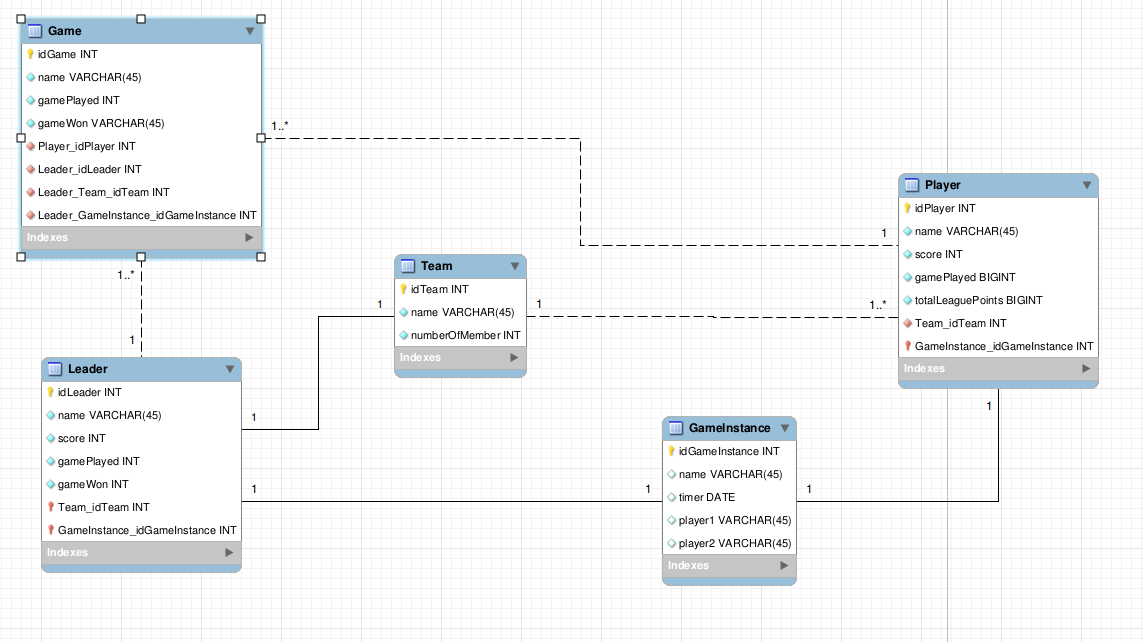 Game
idGame INT
name VARCHAR(45)
gamePlayed INT
gameWon VARCHAR(45)
Player_idPlayer INT
Leader_idLeader INT
Leader_Team_idTeam INT
Leader_GameInstance_idGameInstance INT
Indexes
1..*
1..*
1
Player
idPlayer INT
name VARCHAR(45)
score INT
gamePlayed BIGINT
totalLeaguePoints BIGINT
Team_idTeam INT
GameInstance_idGameInstance INT
Indexes
1
1..*
1
Team
idTeam INT
name VARCHAR(45)
numberOfMember INT
Indexes
1
1
Leader
idLeader INT
name VARCHAR(45)
score INT
gamePlayed INT
gameWon INT
Team_idTeam INT
GameInstance_idGameInstance INT
Indexes
1
1
GameInstance
idGameInstance INT
name VARCHAR(45)
timer DATE
player1 VARCHAR(45)
player2 VARCHAR(45)
Indexes
1
1